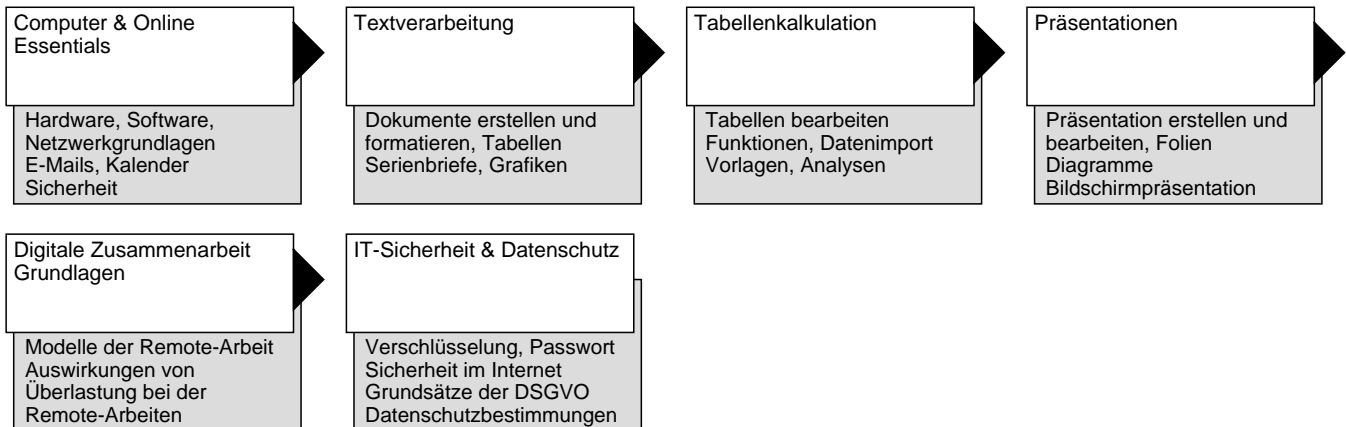 Computer & Online
Essentials
Hardware, Software,
Netzwerkgrundlagen
E-Mails, Kalender
Sicherheit
Textverarbeitung
Dokumente erstellen und
formatieren, Tabellen
Serienbriefe, Grafiken
Tabellenkalkulation
Tabellen bearbeiten
Funktionen, Datenimport
Vorlagen, Analysen
Präsentationen
Präsentation erstellen und
bearbeiten, Folien
Diagramme
Bildschirmpräsentation
Digitale Zusammenarbeit
Grundlagen
Modelle der Remote-Arbeit
Auswirkungen von
Überlastung bei der
Remote-Arbeiten
IT-Sicherheit & Datenschutz
Verschlüsselung, Passwort
Sicherheit im Internet
Grundsätze der DSGVO
Datenschutzbestimmungen